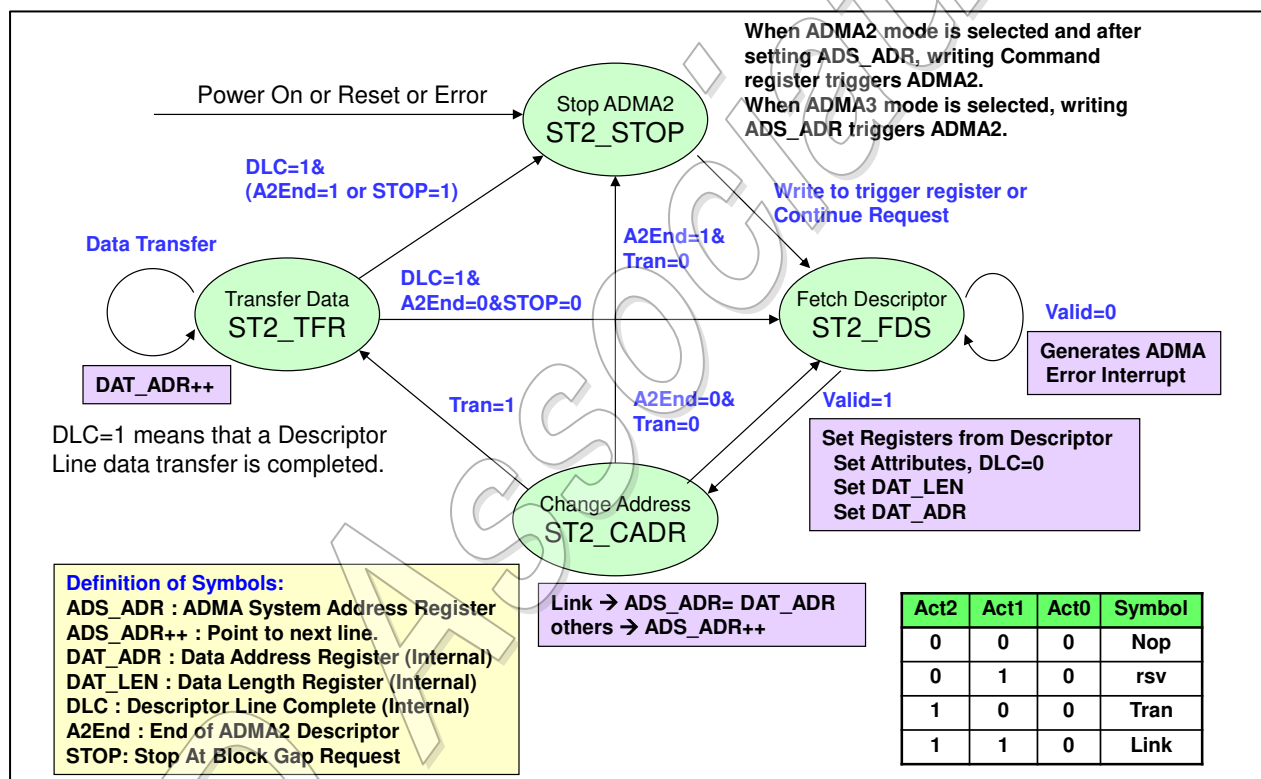 When ADMA2 mode is selected and after
setting ADS_ADR, writing Command
register triggers ADMA2.
When ADMA3 mode is selected, writing
ADS_ADR triggers ADMA2.
Power On or Reset or Error
Stop ADMA2
ST2_STOP
DLC=1&
(A2End=1 or STOP=1)
Write to trigger register or
Continue Request
Data Transfer
A2End=1&
Tran=0
Transfer Data
ST2_TFR
DLC=1&
A2End=0&STOP=0
Fetch Descriptor
ST2_FDS
Valid=0
Generates ADMA
Error Interrupt
DAT_ADR++
Tran=1
A2End=0&
Tran=0
Valid=1
DLC=1 means that a Descriptor
Line data transfer is completed.
Set Registers from Descriptor
Set Attributes, DLC=0
Set DAT_LEN
Set DAT_ADR
Change Address
ST2_CADR
Definition of Symbols:
ADS_ADR : ADMA System Address Register
ADS_ADR++ : Point to next line.
DAT_ADR : Data Address Register (Internal)
DAT_LEN : Data Length Register (Internal)
DLC : Descriptor Line Complete (Internal)
A2End : End of ADMA2 Descriptor
STOP: Stop At Block Gap Request
Link → ADS_ADR= DAT_ADR
others → ADS_ADR++
Act2 Act1 Act0 Symbol
0 0 0 Nop
0 1 0 rsv
1 0 0 Tran
1 1 0 Link